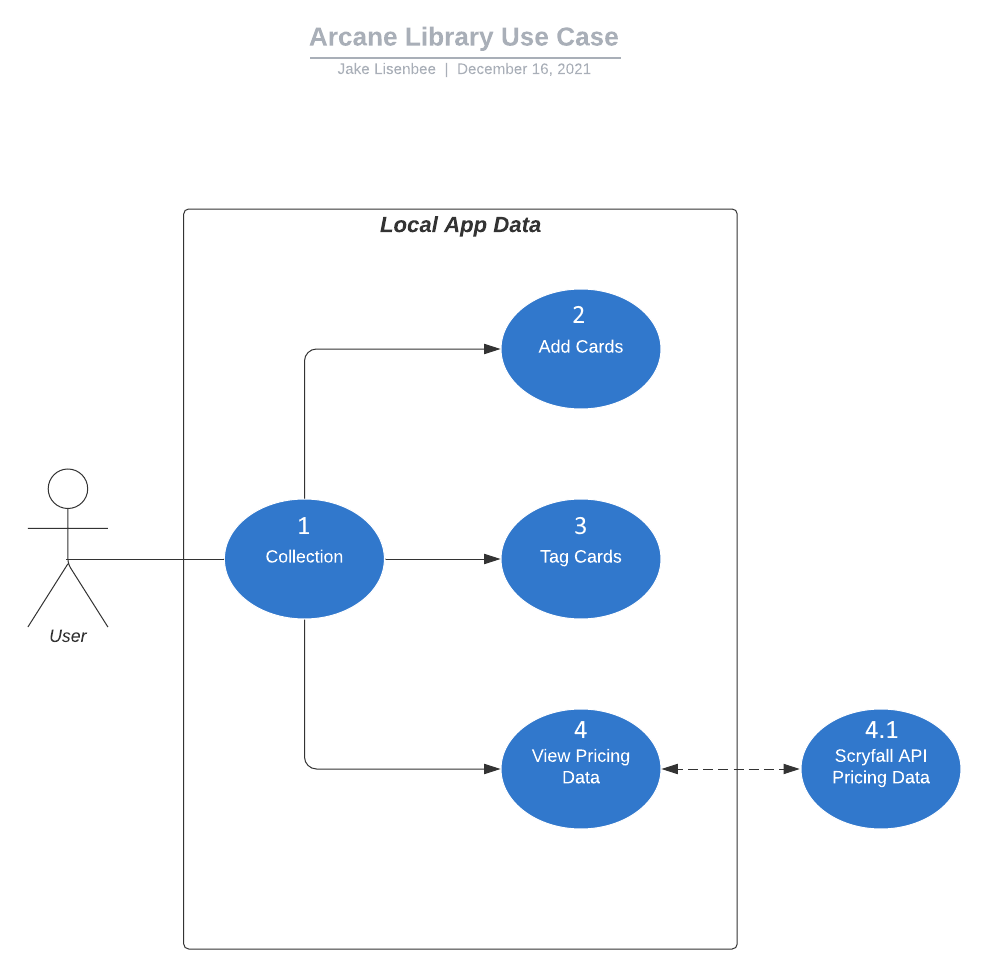 Arcane Library Use Case
Jake Lisenbee | December 16, 2021
Local App Data
2
Add Cards
1
Collection
3
Tag Cards
User
4
View Pricing
Data
4.1
Scryfall API
Pricing Data